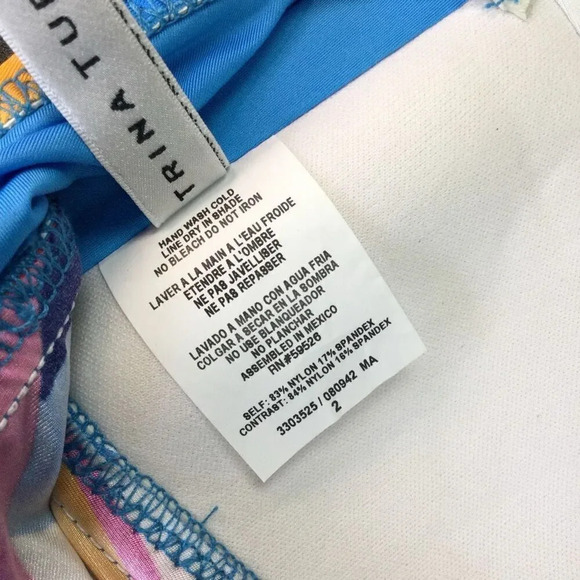 TRINA TU
HAND WASH COLD
LINE DRY IN SHADE
NO BLEACH DO NOT IRON
LAVER A LA MAIN A L'EAU FROIDE
ETENDRE A L'OMBRE
NE PAS JAVELLISER
NE PAS REPASSER
LAVADO A MANO CON AGUA FRIA
COLGAR A SECAR EN LA SOMBRA
NO USE BLANQUEADOR
NO PLANCHAR
ASSEMBLED IN MEXICO
RN#59526
SELF: 83% NYLON 17% SPANDEX
CONTRAST: 84% NYLON 16% SPANDEX
3303525 / 080942 MA
2